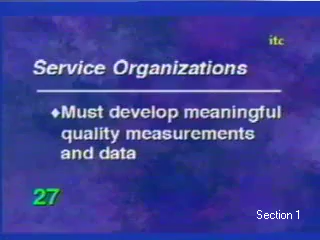 itc
Service Organizations
♦Must develop meaningful
quality measurements
and data
27
Section 1